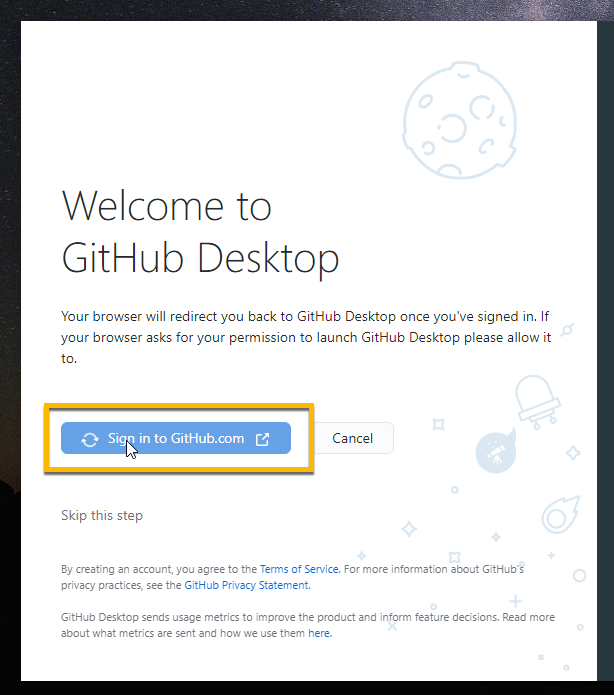 Welcome to
GitHub Desktop
Your browser will redirect you back to GitHub Desktop once you've signed in. If
your browser asks for your permission to launch GitHub Desktop please allow it
to.
Sign in to GitHub.com
Cancel
Skip this step
By creating an account, you agree to the Terms of Service. For more information about GitHub's
privacy practices, see the GitHub Privacy Statement.
GitHub Desktop sends usage metrics to improve the product and inform feature decisions. Read more
about what metrics are sent and how we use them here.